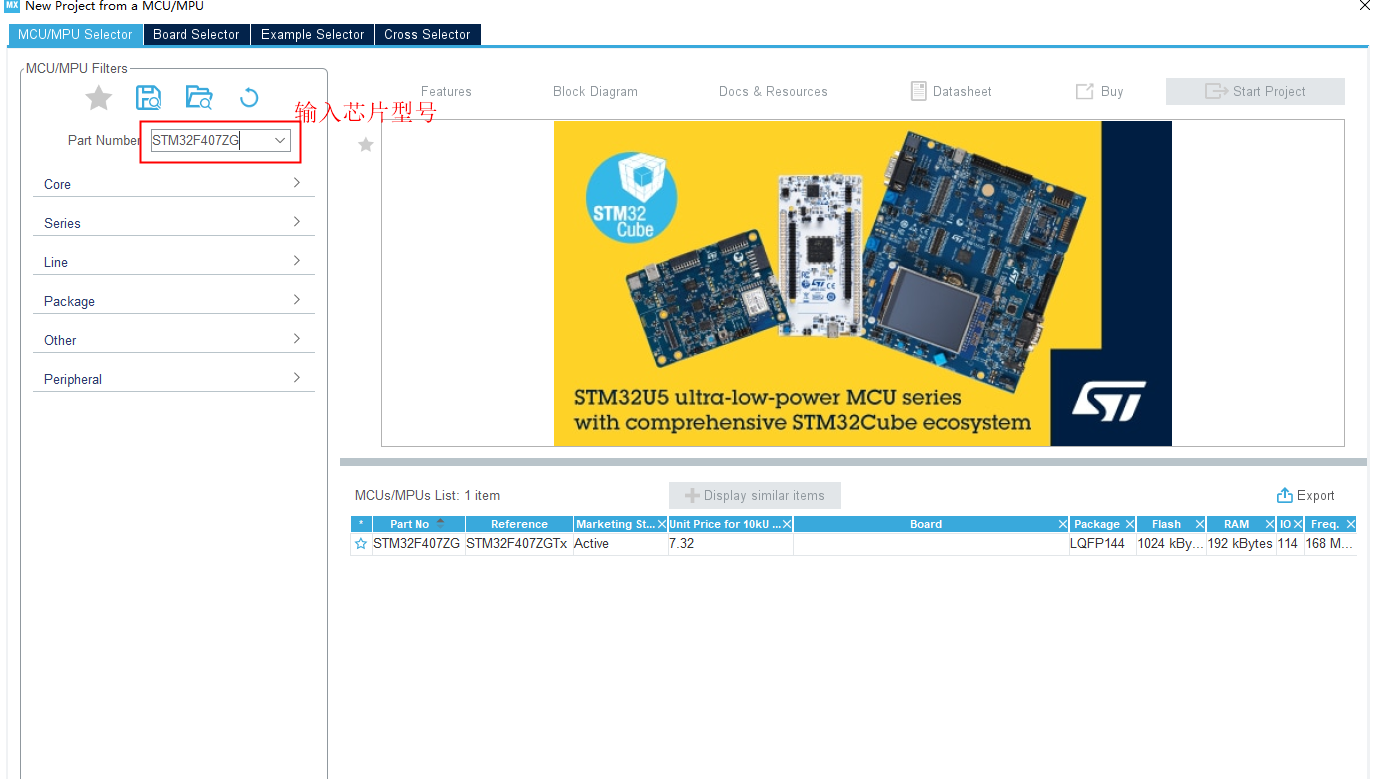 MX New Project from a MCU/MPU
MCU/MPU Selector Board Selector Example Selector Cross Selector
MCU/MPU Filters
输入芯片型号
Part Number STM32F407ZG
Core
Series
Line
Package
Other
Peripheral
Features Block Diagram Docs & Resources Datasheet Buy Start Project
STM32
Cube
STM32U5 ultra-low-power MCU series
with comprehensive STM32Cube ecosystem
ST
MCUs/MPUs List: 1 item Display similar items Export
* Part No Reference Marketing St... Unit Price for 10kU ... Board Package Flash RAM IO Freq.
STM32F407ZG STM32F407ZGTx Active 7.32 LQFP144 1024 kBy... 192 kBytes 114 168 M...